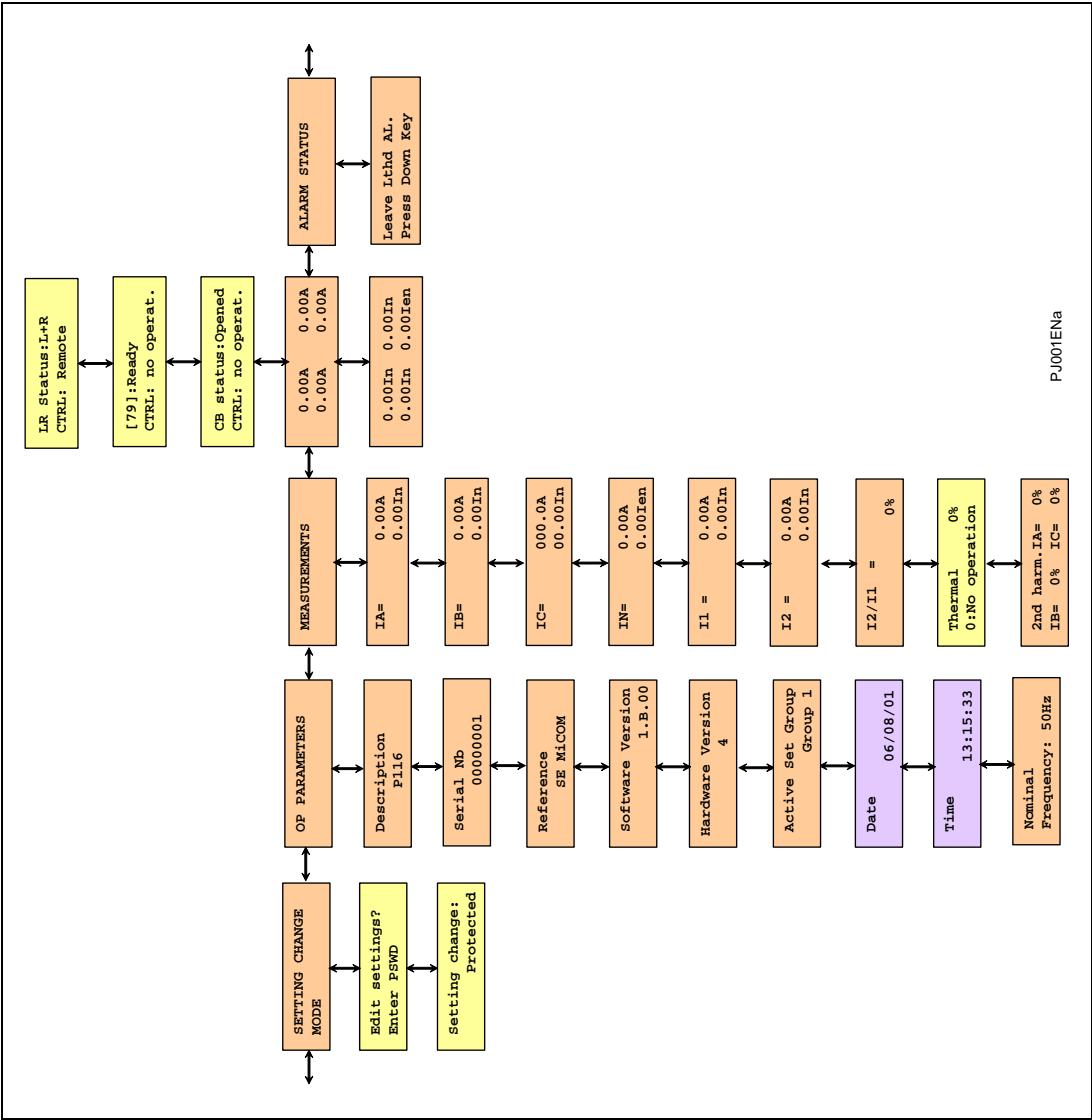 SETTING CHANGE
MODE
Edit settings?
Enter PSWD
Setting change:
Protected
OP PARAMETERS
Description
P116
Serial Nb
00000001
Reference
SE MiCOM
Software Version
1.B.00
Hardware Version
4
Active Set Group
Group 1
Date
06/08/01
Time
13:15:33
Nominal
Frequency: 50Hz
MEASUREMENTS
IA= 0.00A
0.00In
IB= 0.00A
0.00In
IC= 000.0A
00.00In
IN= 0.00A
0.00Ien
I1 = 0.00A
0.00In
I2 = 0.00A
0.00In
I2/I1 = 0%
Thermal 0%
0:No operation
2nd harm.IA= 0%
IB= 0% IC= 0%
LR Status:L+R
CTRL: Remote
[79]:Ready
CTRL: no operat.
CB status:Opened
CTRL: no operat.
0.00A 0.00A
0.00A 0.00A
0.00In 0.00In
0.00In 0.00Ien
ALARM STATUS
Leave Lthd AL.
Press Down Key
PJ001ENa